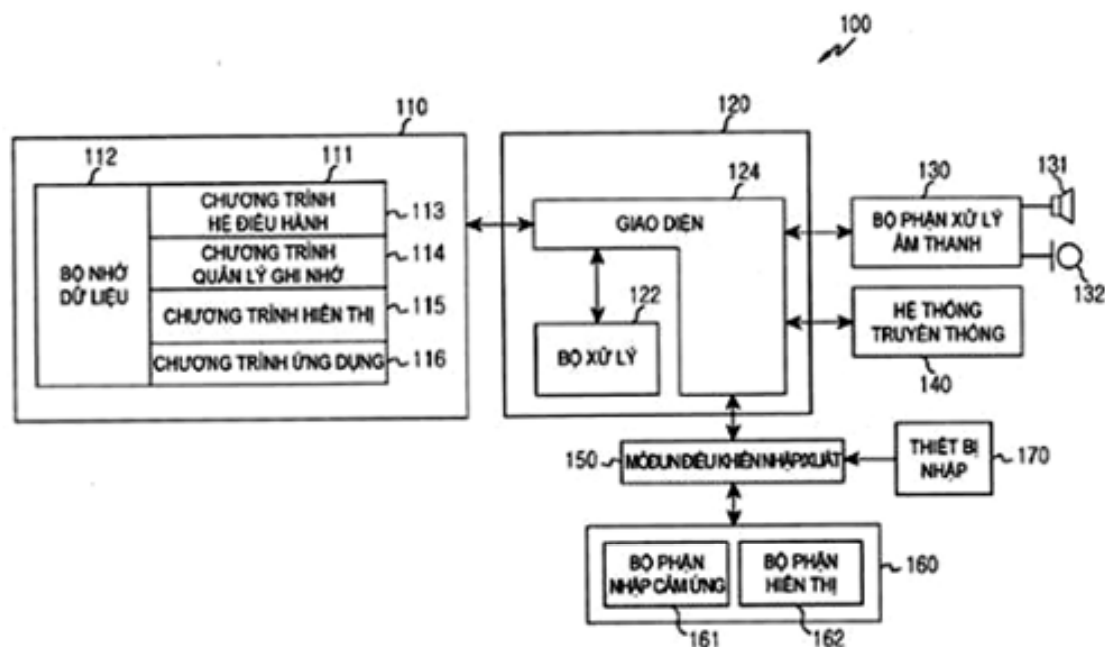 100
110
120
112
111
124
130
131
CHƯƠNG TRÌNH
HỆ ĐIỀU HÀNH
113
GIAO DIỆN
BỘ PHẬN XỬ LÝ
ÂM THANH
CHƯƠNG TRÌNH
QUẢN LÝ GHI NHỚ
114
BỘ NHỚ
DỮ LIỆU
132
CHƯƠNG TRÌNH HIỂN THỊ
115
122
HỆ THỐNG
TRUYỀN THÔNG
CHƯƠNG TRÌNH ỨNG DỤNG
116
BỘ XỬ LÝ
140
150
MÔĐUN ĐIỀU KHIỂN NHẬP/XUẤT
THIẾT BỊ
NHẬP
170
BỘ PHẬN
NHẬP CẢM ỨNG
BỘ PHẬN
HIỂN THỊ
160
161
162